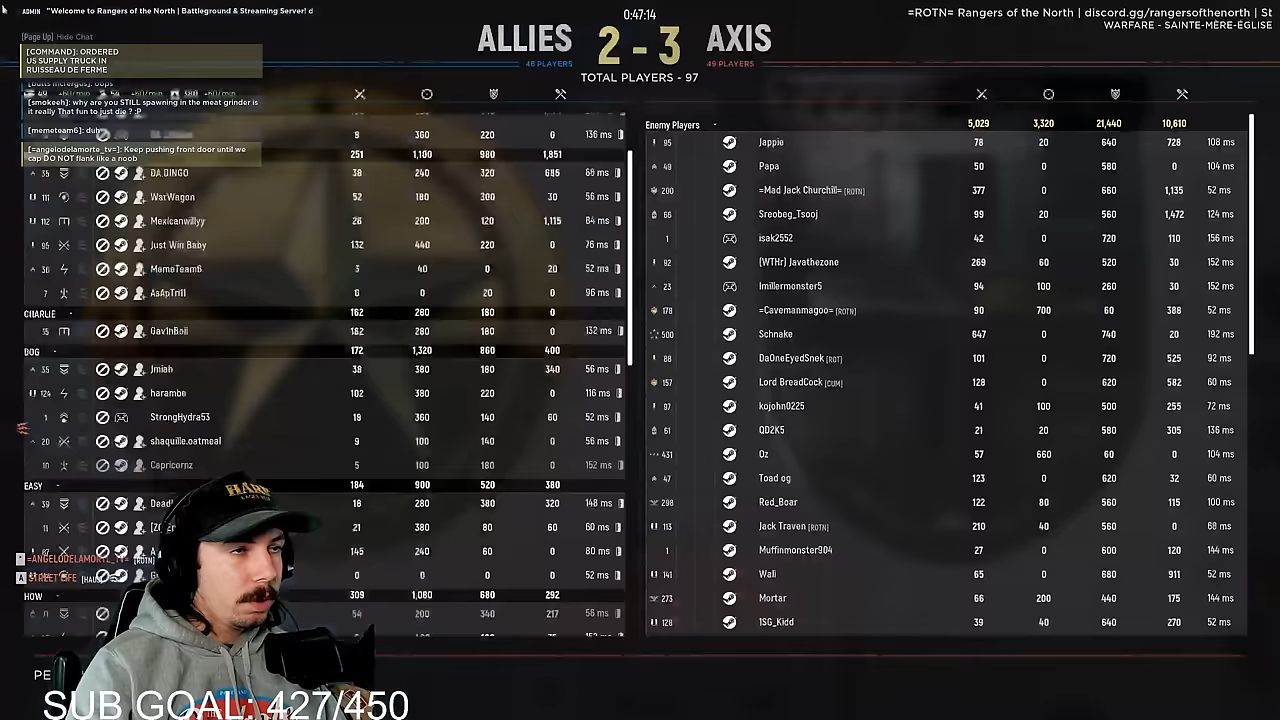 ADMIN "Welcome to Rangers of the North | Battleground & Streaming Server! d
0:47:14
=ROTN= Rangers of the North | discord.gg/rangersofthenorth | St
WARFARE - SAINTE-MÈRE-ÉGLISE
ALLIES 2 - 3 AXIS
48 PLAYERS 49 PLAYERS
TOTAL PLAYERS - 97
[Page Up] Hide Chat
[COMMAND]: ORDERED
US SUPPLY TRUCK IN
RUISSEAU DE FERME
[smokeeh]: why are you STILL spawning in the meat grinder is
it really That fun to just die ? :P
[memeteam6]: duh
[=angelodelamorte_tv=]: Keep pushing front door until we
cap DO NOT flank like a noob
9 360 220 0 136 ms
251 1,100 980 1,851
35 DA DINGO 38 240 320 686 68 ms
111 WarWagon 52 180 300 30 56 ms
112 Mexicanwillyy 26 200 120 1,115 84 ms
95 Just Win Baby 132 440 220 0 76 ms
36 MemeTeam6 3 40 0 20 52 ms
7 AsApTrill 0 0 20 0 96 ms
CHARLIE - 162 280 180 0
15 Gav1nBoii 162 280 180 0 132 ms
DOG - 172 1,320 860 400
35 Jmiah 38 380 180 340 56 ms
124 harambe 102 380 220 0 116 ms
1 StrongHydra53 19 360 140 60 52 ms
20 shaquille.oatmeal 9 100 140 0 56 ms
10 Capricornz 5 100 180 0 152 ms
EASY - 184 900 520 380
39 Dead 18 280 380 320 148 ms
11 21 380 80 60 60 ms
87 A 145 240 60 0 80 ms
0 0 0 0 52 ms
=ANGELODELAMORTE_TV= [ROTN]
HOW - 309 1,080 680 292
54 200 340 217 56 ms
Enemy Players - 5,029 3,320 21,440 10,610
95 Jappie 78 20 640 728 108 ms
49 Papa 50 0 580 0 104 ms
200 =Mad Jack Churchill= [ROTN] 377 0 660 1,135 52 ms
66 Sreobeg_Tsooj 99 20 560 1,472 124 ms
1 isak2552 42 0 720 110 156 ms
92 [WTHr] Javathezone 269 60 520 30 152 ms
23 lmillermonster5 94 100 260 30 152 ms
178 =Cavemanmagoo= [ROTN] 90 700 60 388 52 ms
500 Schnake 647 0 740 20 192 ms
88 DaOneEyedSnek [ROT] 101 0 720 525 92 ms
157 Lord BreadCock [CUM] 128 0 620 582 60 ms
97 kojohn0225 41 100 500 255 72 ms
61 QD2K5 21 20 580 305 136 ms
431 Oz 57 660 60 0 104 ms
47 Toad og 123 0 620 32 60 ms
298 Red_Boar 122 80 560 115 100 ms
113 Jack Traven [ROTN] 210 40 560 0 68 ms
1 Muffinmonster904 27 0 600 120 144 ms
141 Wali 65 0 680 911 52 ms
273 Mortar 66 200 440 175 144 ms
128 1SG_Kidd 39 40 640 270 52 ms
SUB GOAL: 427/450